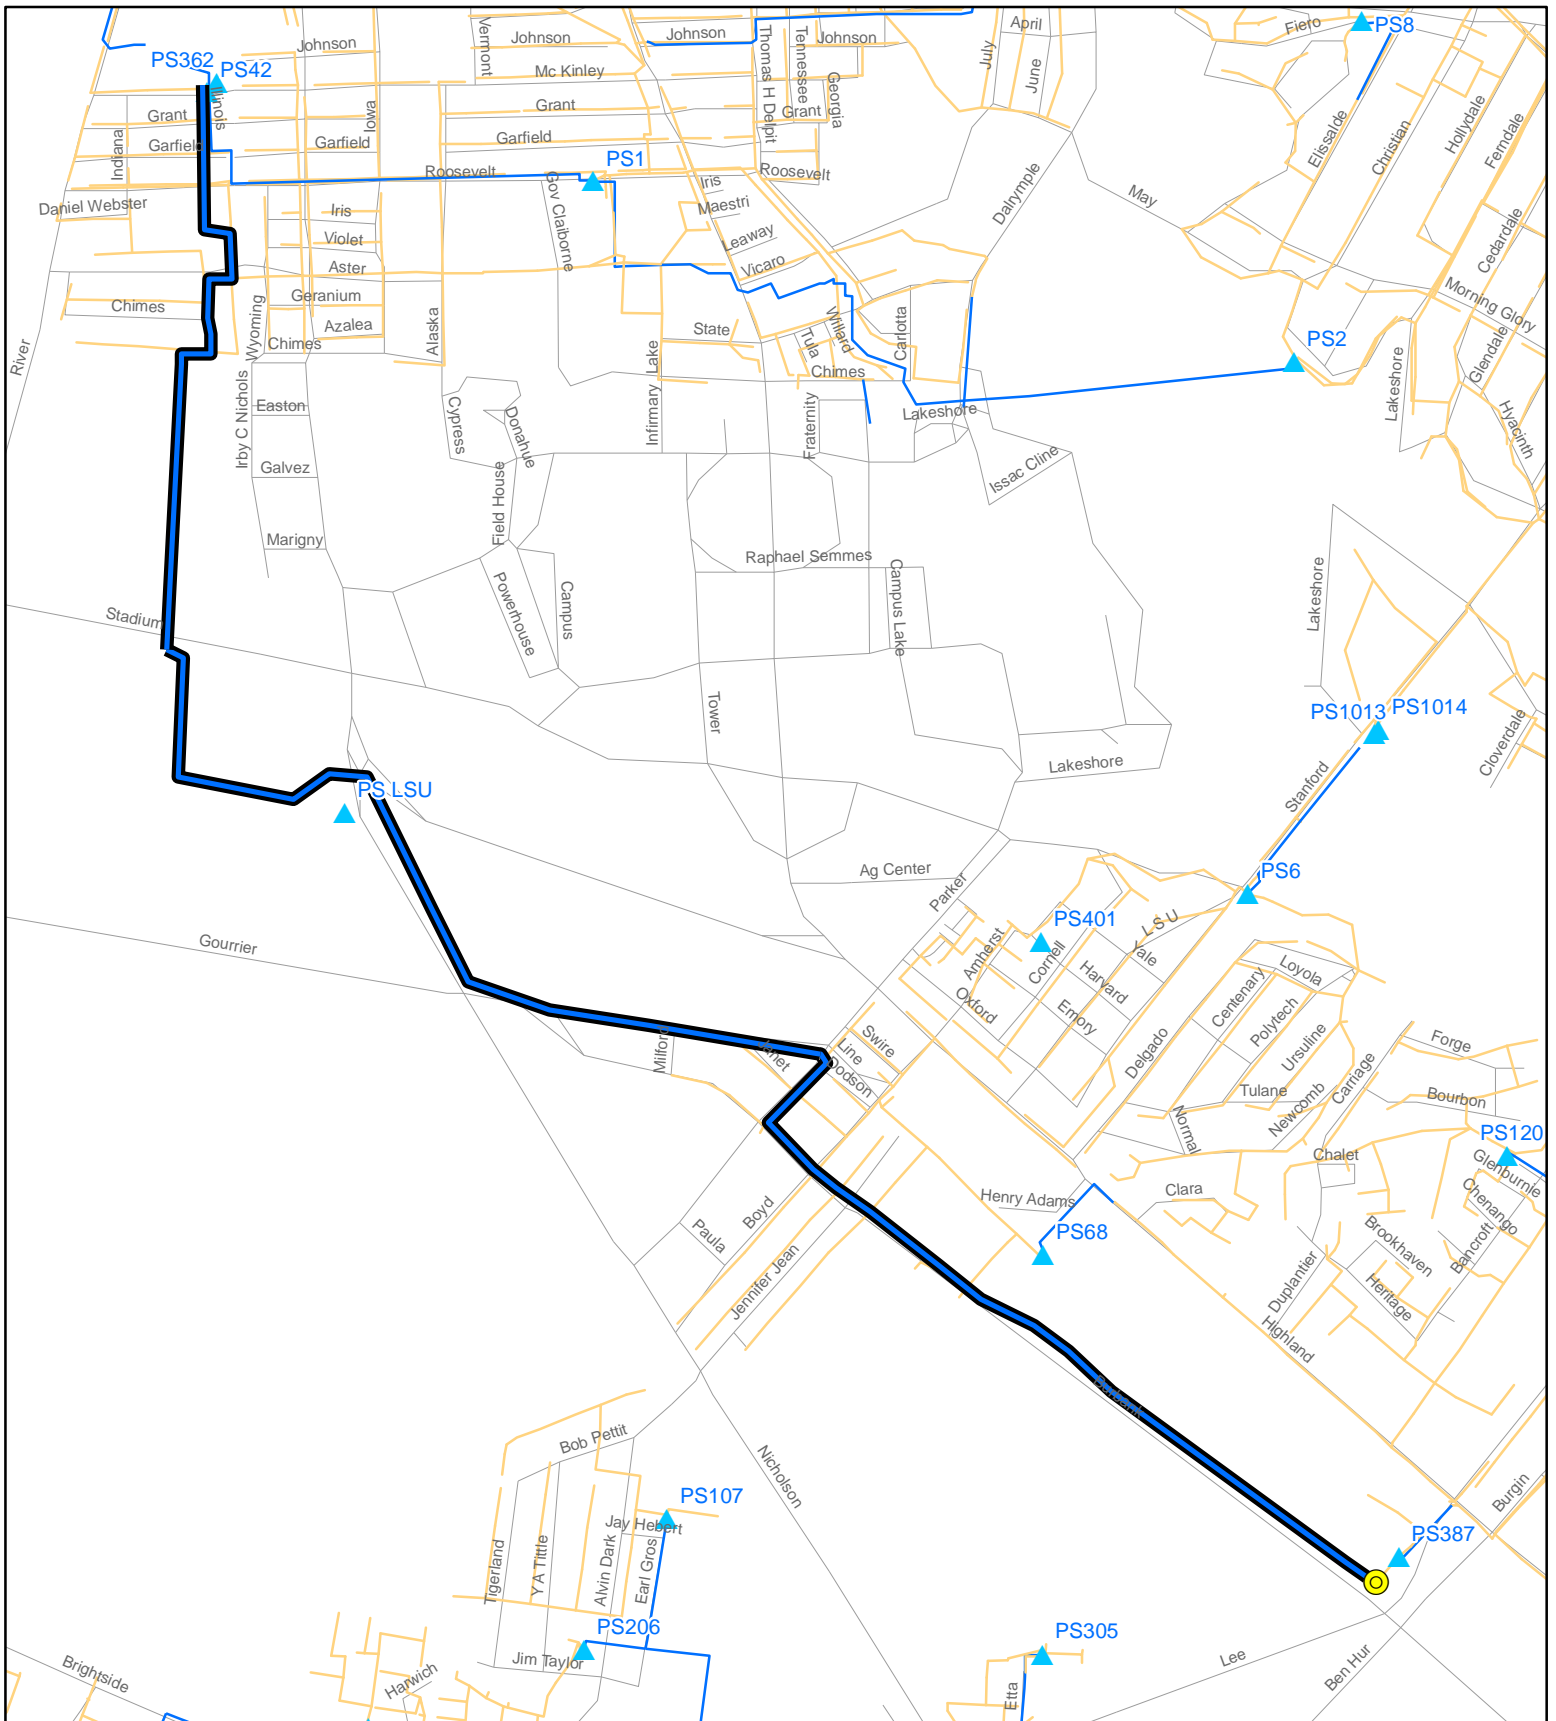 Johnson
Vermont
Johnson
Johnson
Thomas H Delpit
Tennessee
Johnson
July
April
June
Fiero
PS8
PS362
PS42
Illinois
Mc Kinley
Georgia
Grant
Iowa
Grant
Grant
Elissalde
Christian
Hollydale
Ferndale
Indiana
Garfield
Garfield
Garfield
PS1
Roosevelt
Roosevelt
Gov Claiborne
Iris
Maestri
Dalrymple
May
Daniel Webster
Iris
Violet
Leaway
Cedardale
Aster
Vicaro
Geranium
Chimes
Morning Glory
Wyoming
Azalea
Alaska
State
Willard
Tula
Carlotta
PS2
Glendale
River
Chimes
Lake
Chimes
Lakeshore
Irby C Nichols
Easton
Cypress
Donahue
Infirmary
Fraternity
Lakeshore
Hyacinth
Galvez
Field House
Issac Cline
Marigny
Raphael Semmes
Powerhouse
Campus
Campus Lake
Lakeshore
Stadium
Tower
PS1013
PS1014
Cloverdale
Lakeshore
PS LSU
Stanford
Ag Center
Parker
PS6
PS401
L S U
Gourrier
Amherst
Cornell
Yale
Harvard
Loyola
Oxford
Emory
Centenary
Polytech
Milford
Janet
Swire
Line
Dodson
Delgado
Ursuline
Carriage
Forge
Tulane
Newcomb
Bourbon
Normal
PS120
Chalet
Glenburnie
Henry Adams
Clara
Chenango
Paula
Boyd
PS68
Brookhaven
Bancroft
Jennifer Jean
Duplantier
Heritage
Highland
Burbank
Bob Pettit
Nicholson
PS107
Burgin
Jay Hebert
PS387
Tigerland
Y A Tittle
Alvin Dark
Earl Gros
PS206
PS305
Jim Taylor
Lee
Ben Hur
Brightside
Harwich
Etta